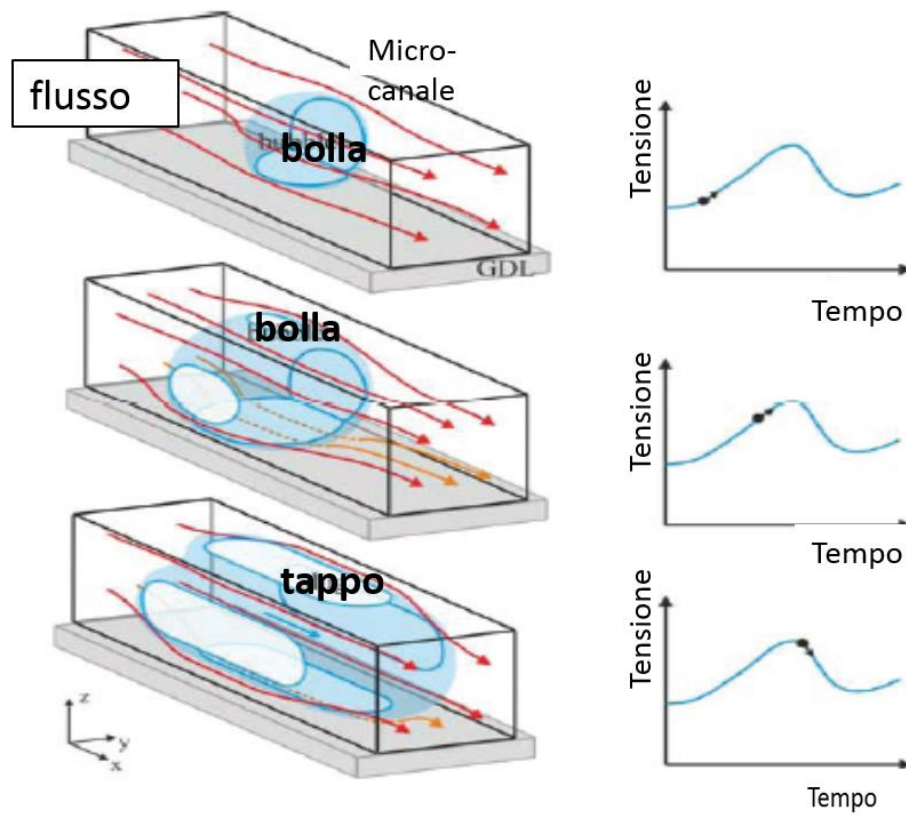 flusso
Micro-
canale
bolla
GDL
Tensione
Tempo
bolla
Tensione
Tempo
tappo
z
y
x
Tensione
Tempo